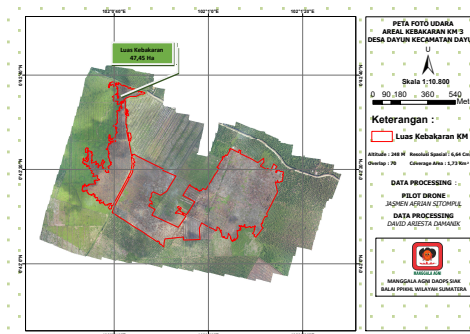 PETA FOTO UDARA
AREAL KEBAKARAN KM 3
DESA DAYUN KECAMATAN DAYU
U
Skala 1:10.800
0 90 180 360 540
Met
Keterangan :
Luas Kebakaran KM
Altitude : 248 M Resolusi Spasial : 6,64 Cm
Overlap : 70 Coverage Area : 1,73 Km
DATA PROCESSING :
PILOT DRONE
JASMEN AFRIAN SITOMPUL
DATA PROCESSING
DAVID ARIESTA DAMANIK
MANGGALA AGNI
MANGGALA AGNI DAOPS SIAK
BALAI PPIKHL WILAYAH SUMATERA
Luas Kebakaran
47,45 Ha